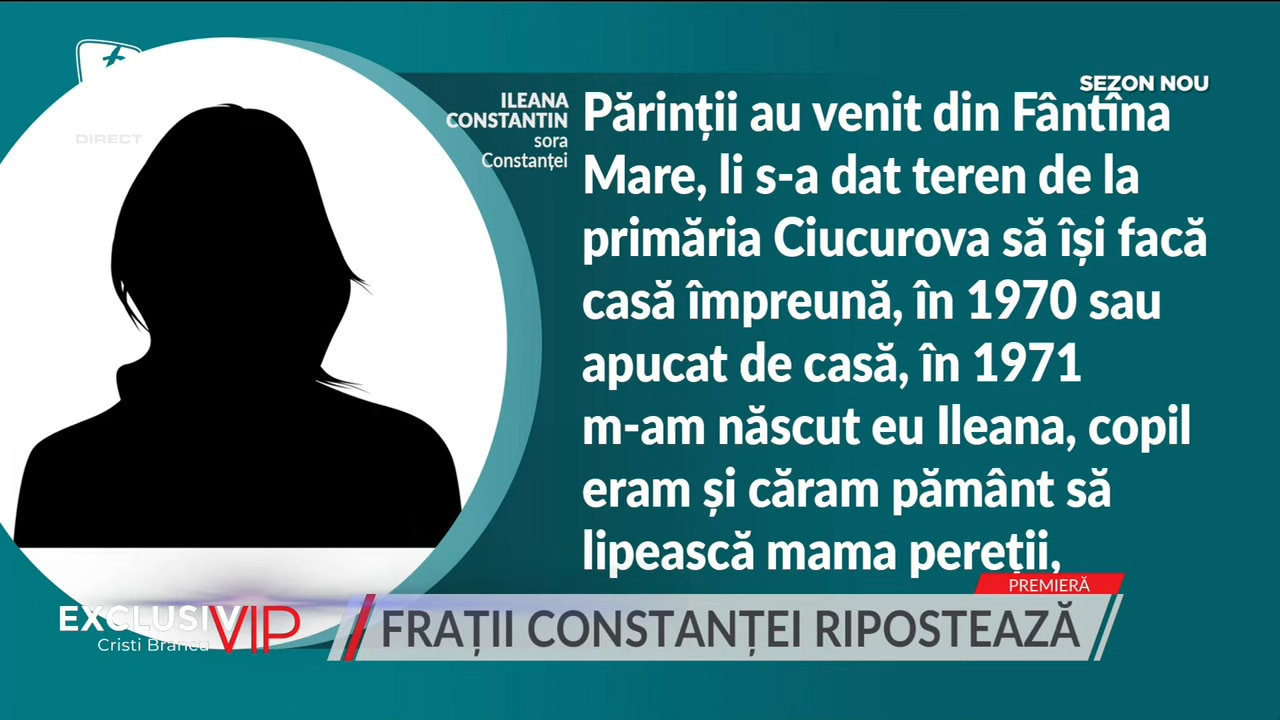 SEZON NOU
DIRECT
ILEANA
CONSTANTIN
sora
Constanței
Părinții au venit din Fântîna
Mare, li s-a dat teren de la
primăria Ciucurova să își facă
casă împreună, în 1970 sau
apucat de casă, în 1971
m-am născut eu Ileana, copil
eram și căram pământ să
lipească mama pereții,
PREMIERĂ
EXCLUSIV VIP
Cristi Brancu
FRAȚII CONSTANȚEI RIPOSTEAZĂ